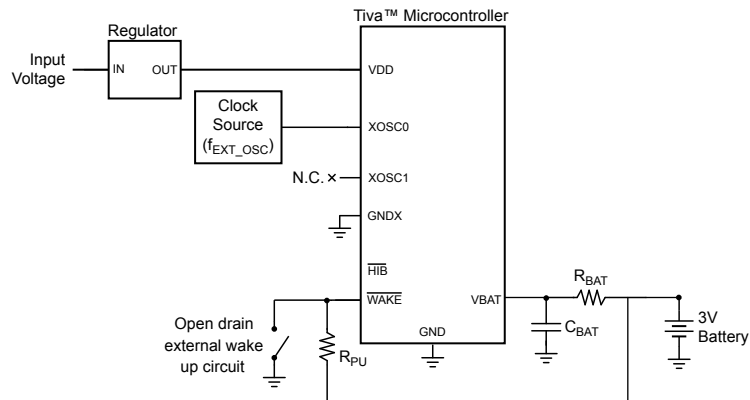 Tiva™ Microcontroller
Regulator
Input
Voltage
IN
OUT
VDD
Clock
Source
(fEXT_OSC)
XOSC0
N.C.
XOSC1
GNDX
HIB
WAKE
VBAT
RBAT
Open drain
external wake
up circuit
RPU
GND
CBAT
3V
Battery